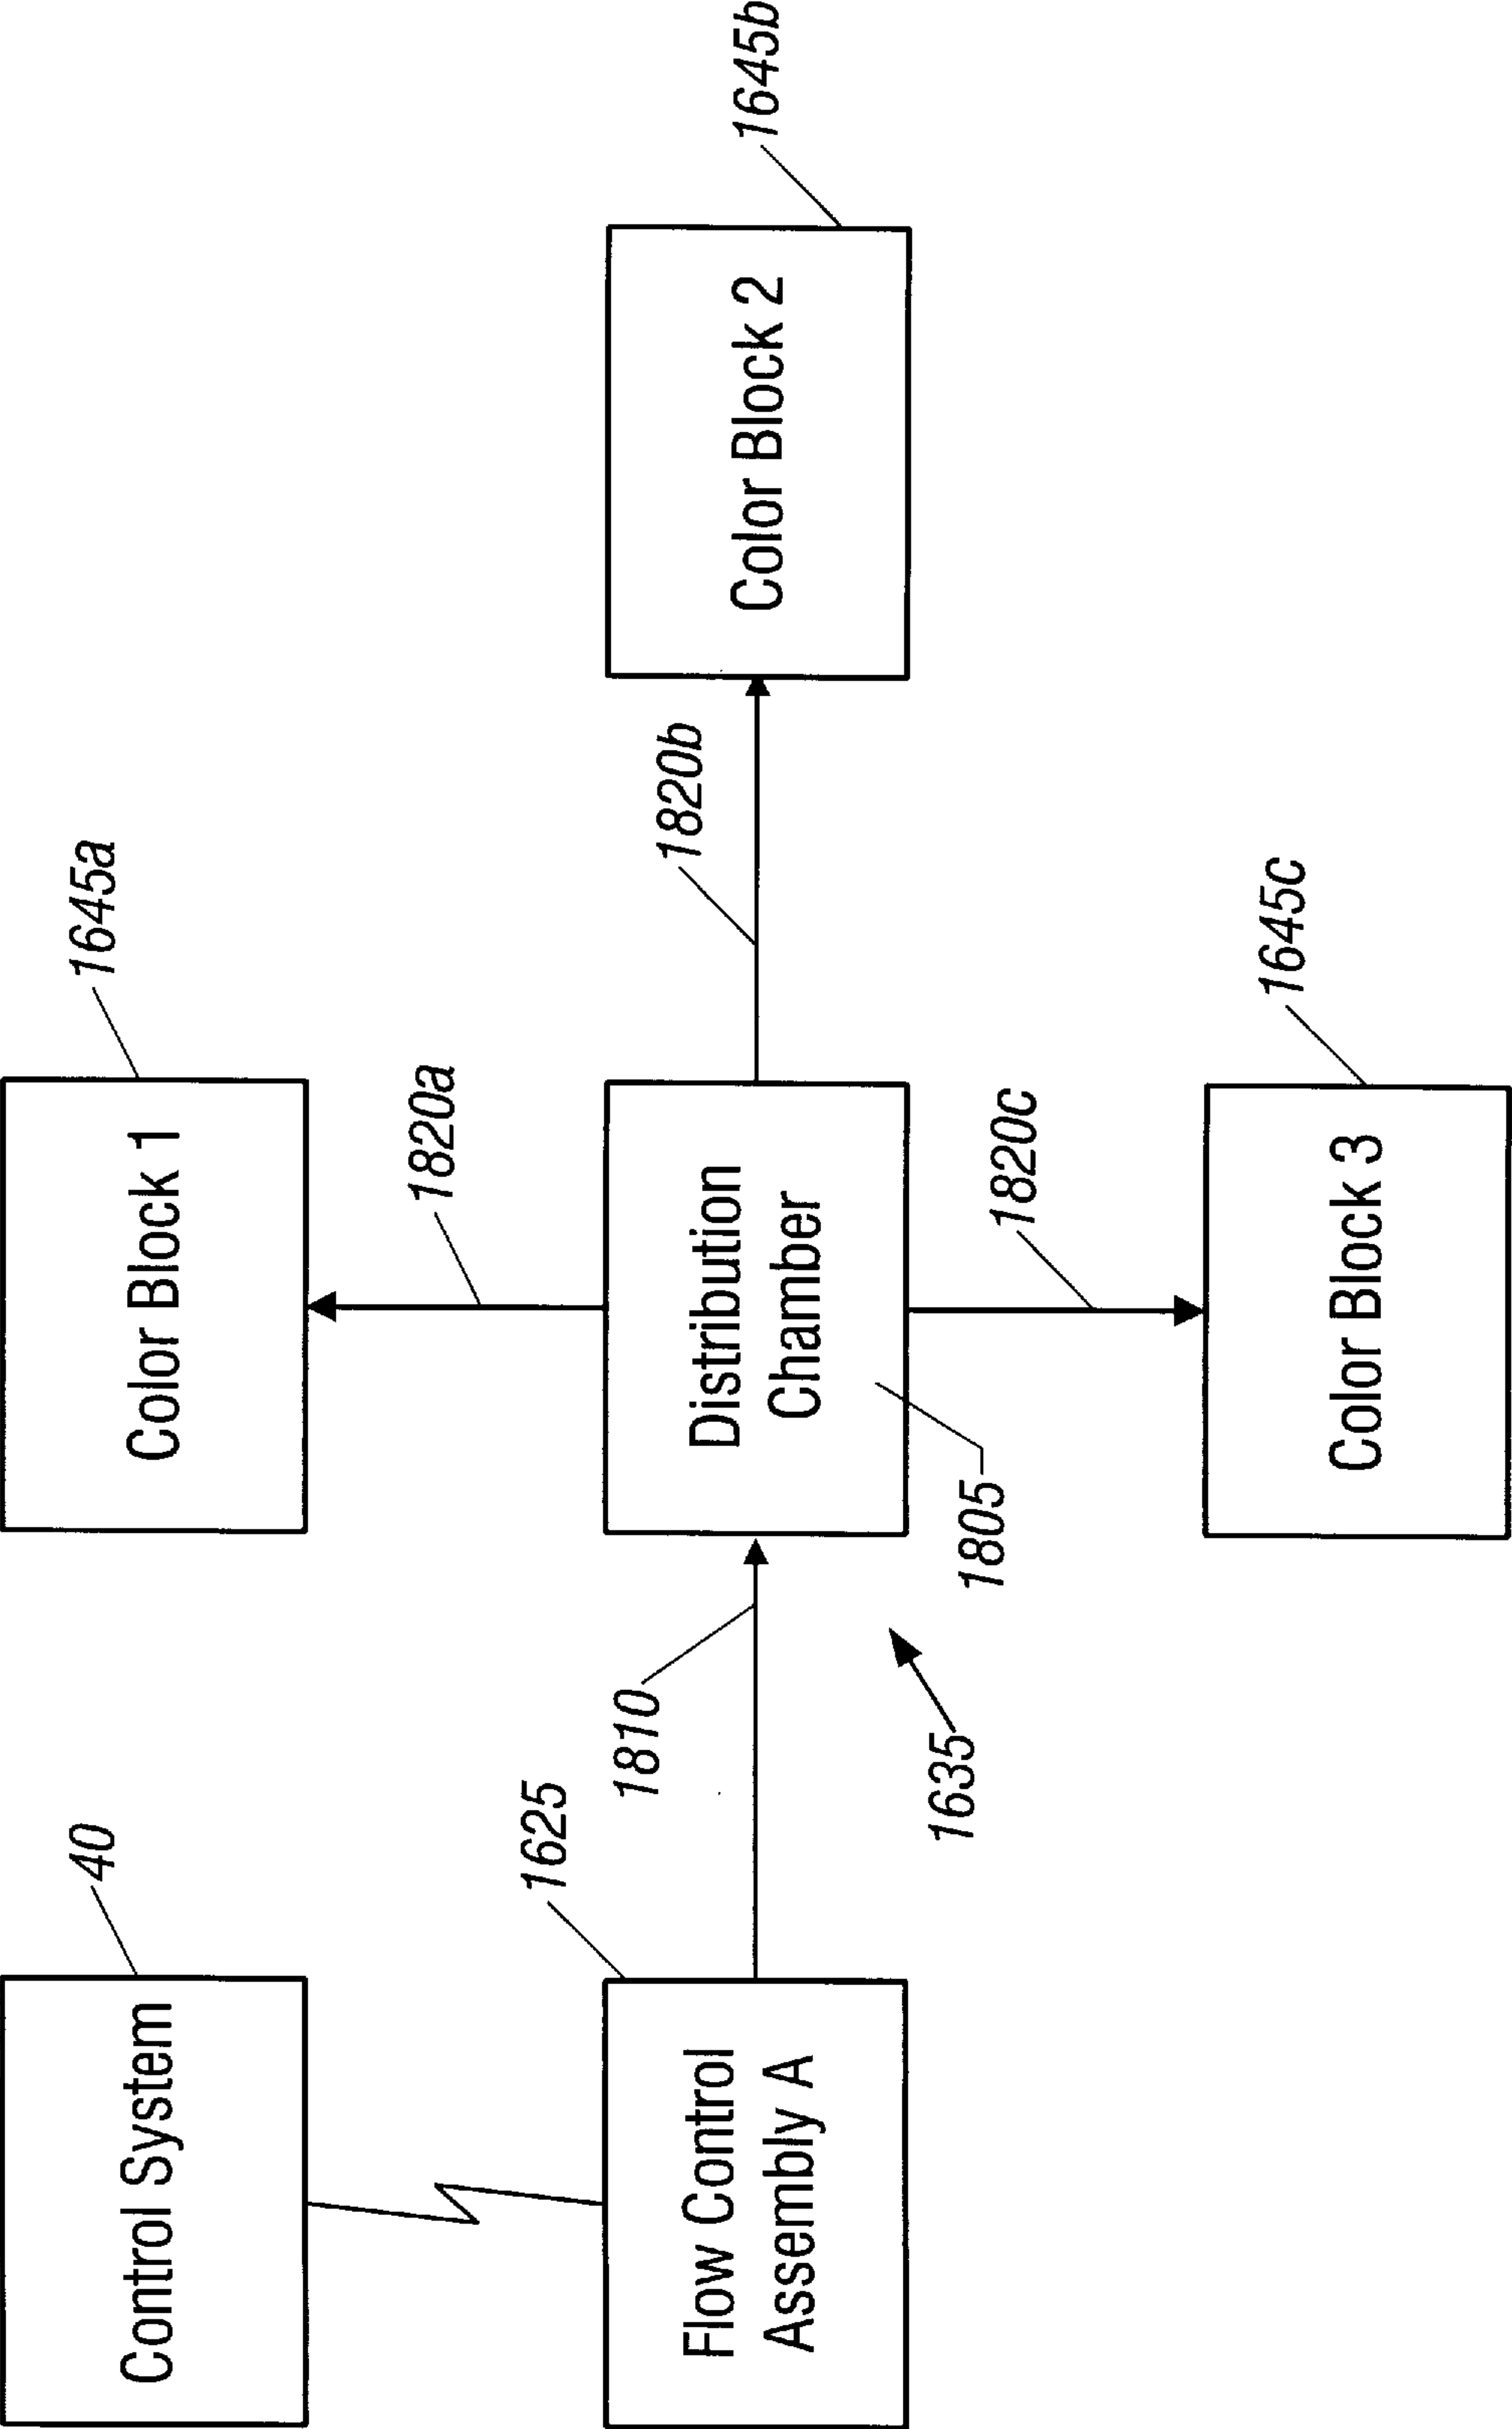 40
Control System
1645a
Color Block 1
1820a
1625
Flow Control
Assembly A
1810
Distribution
Chamber
1805
1635
1820b
Color Block 2
1645b
1820c
1645c
Color Block 3